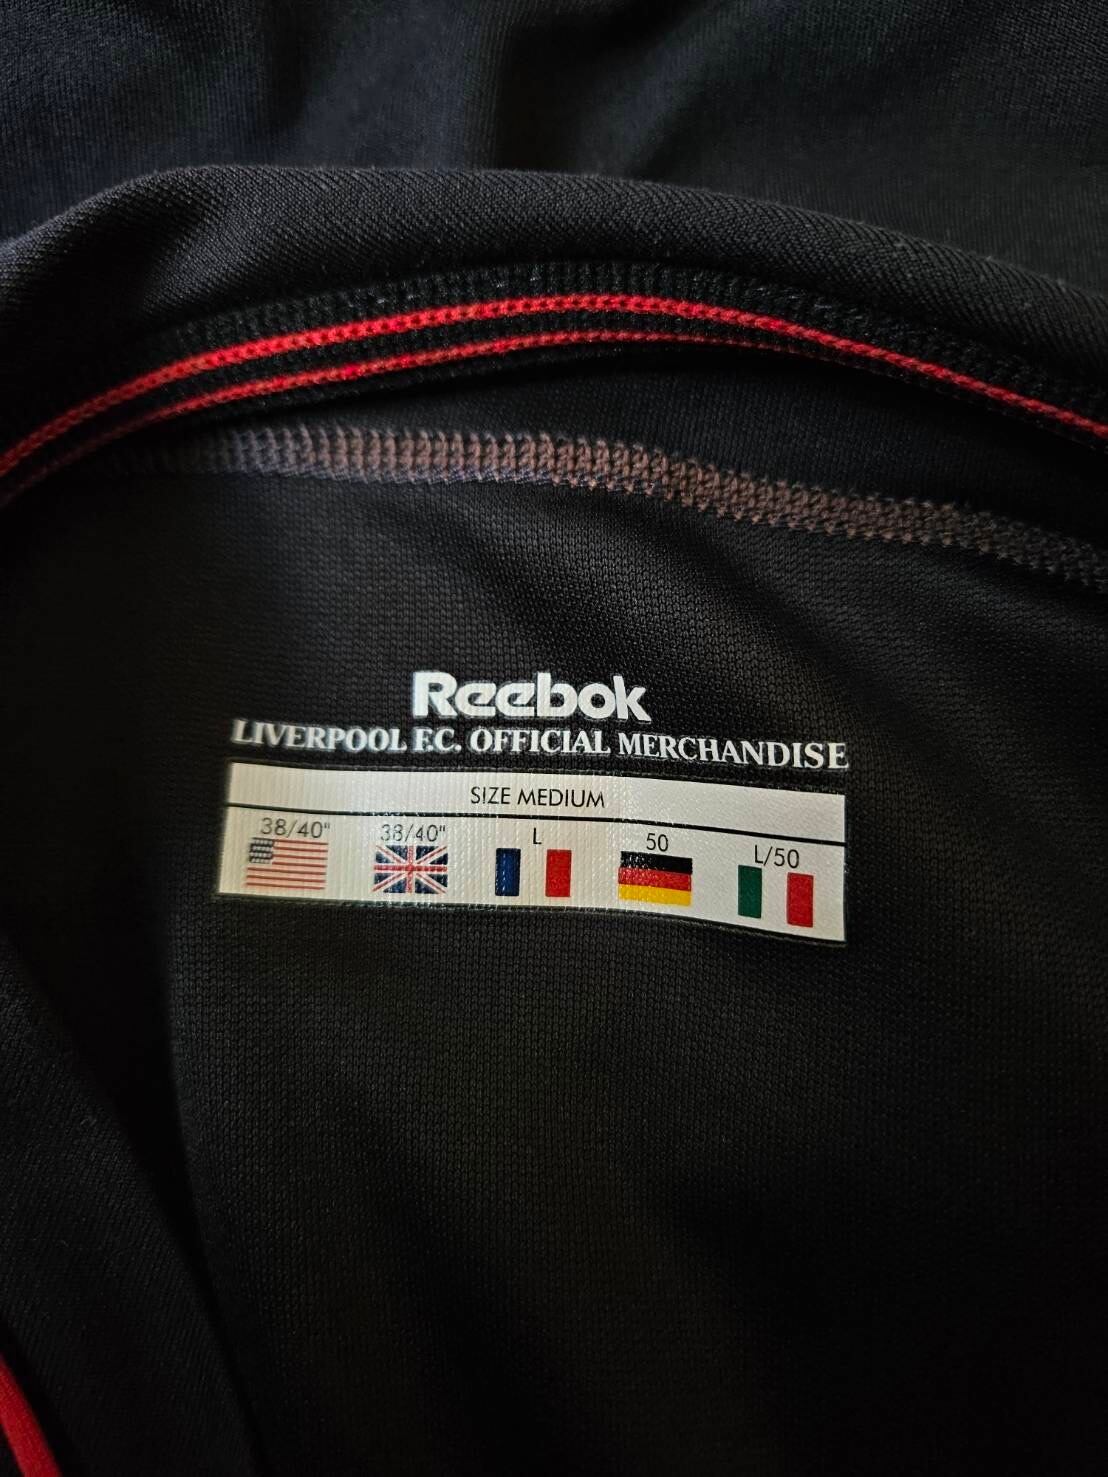 Reebok
LIVERPOOL F.C. OFFICIAL MERCHANDISE
SIZE MEDIUM
38/40" 38/40" L 50 L/50